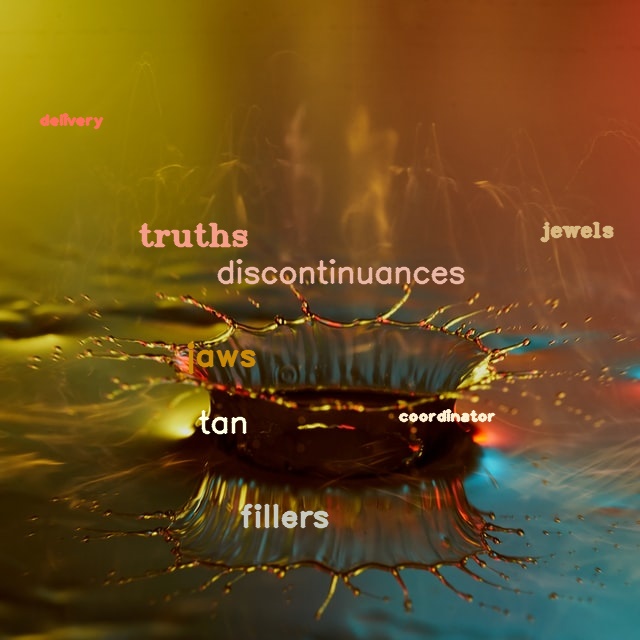 delivery
truths
jewels
discontinuances
jaws
tan
coordinator
fillers